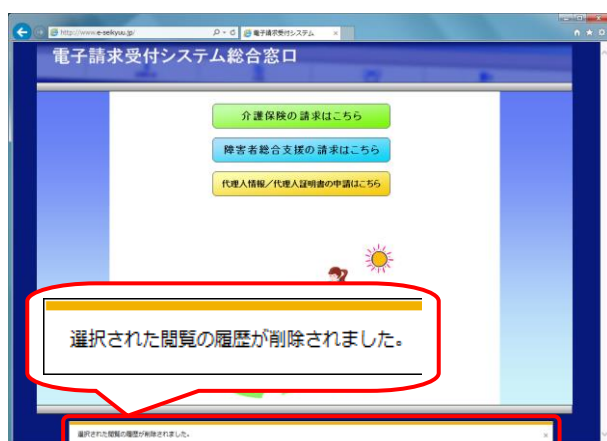 http://www.e-seikyuu.jp/
電子請求受付システム
電子請求受付システム総合窓口
介護保険の請求はこちら
障害者総合支援の請求はこちら
代理人情報/代理人証明書の申請はこちら
選択された閲覧の履歴が削除されました。
選択された閲覧の履歴が削除されました。